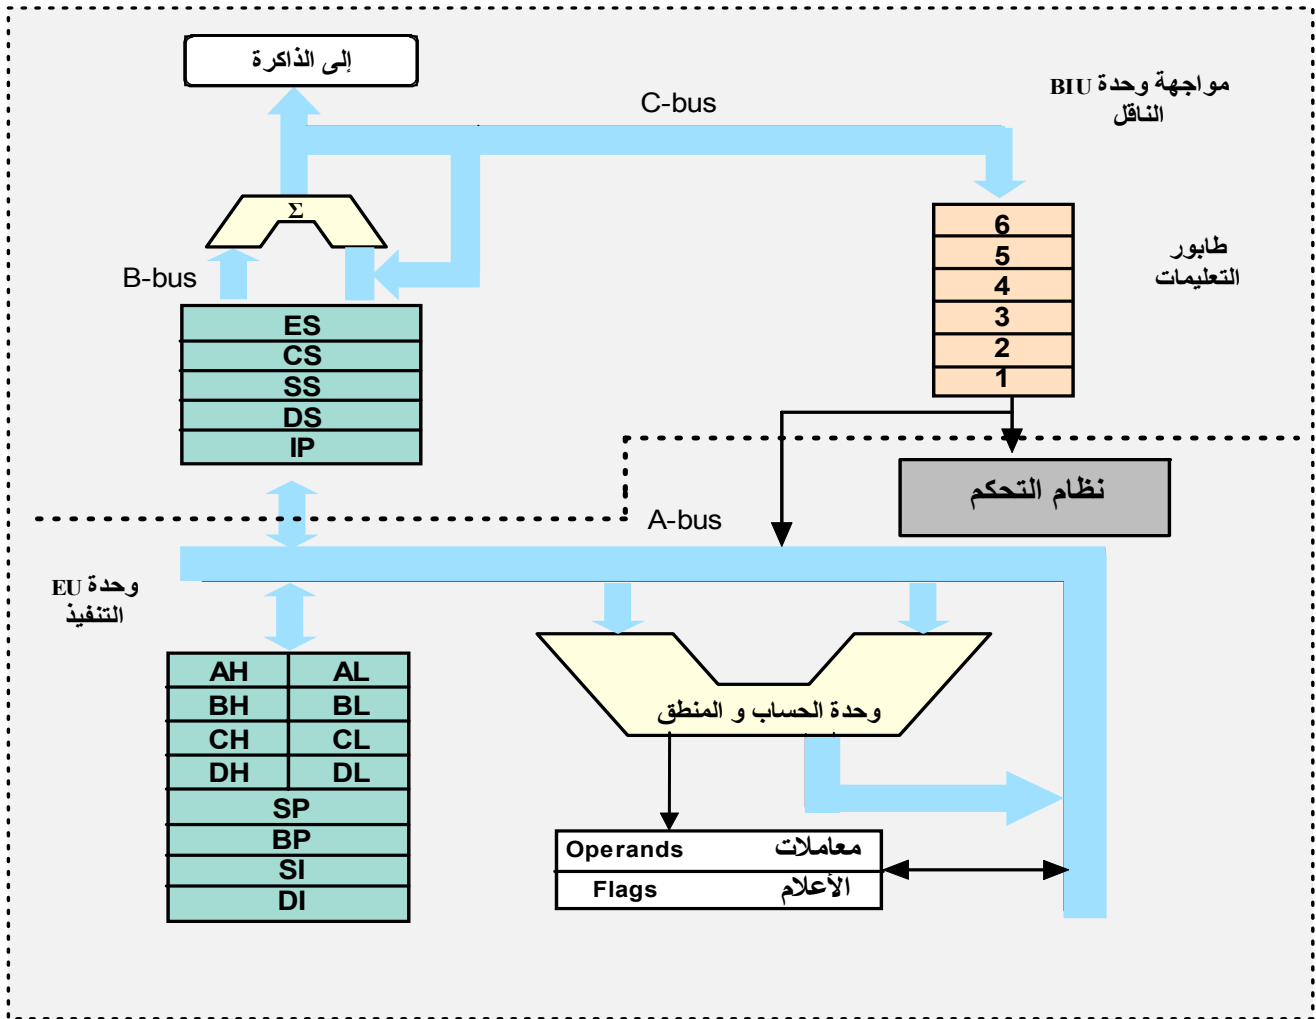 إلى الذاكرة
C-bus
مواجهة وحدة BIU
الناقل
Σ
B-bus
ES
CS
SS
DS
IP
6
5
4
3
2
1
طابور
التعليمات
نظام التحكم
A-bus
وحدة EU
التنفيذ
AH AL
BH BL
CH CL
DH DL
SP
BP
SI
DI
وحدة الحساب و المنطق
Operands معاملات
Flags الأعلام